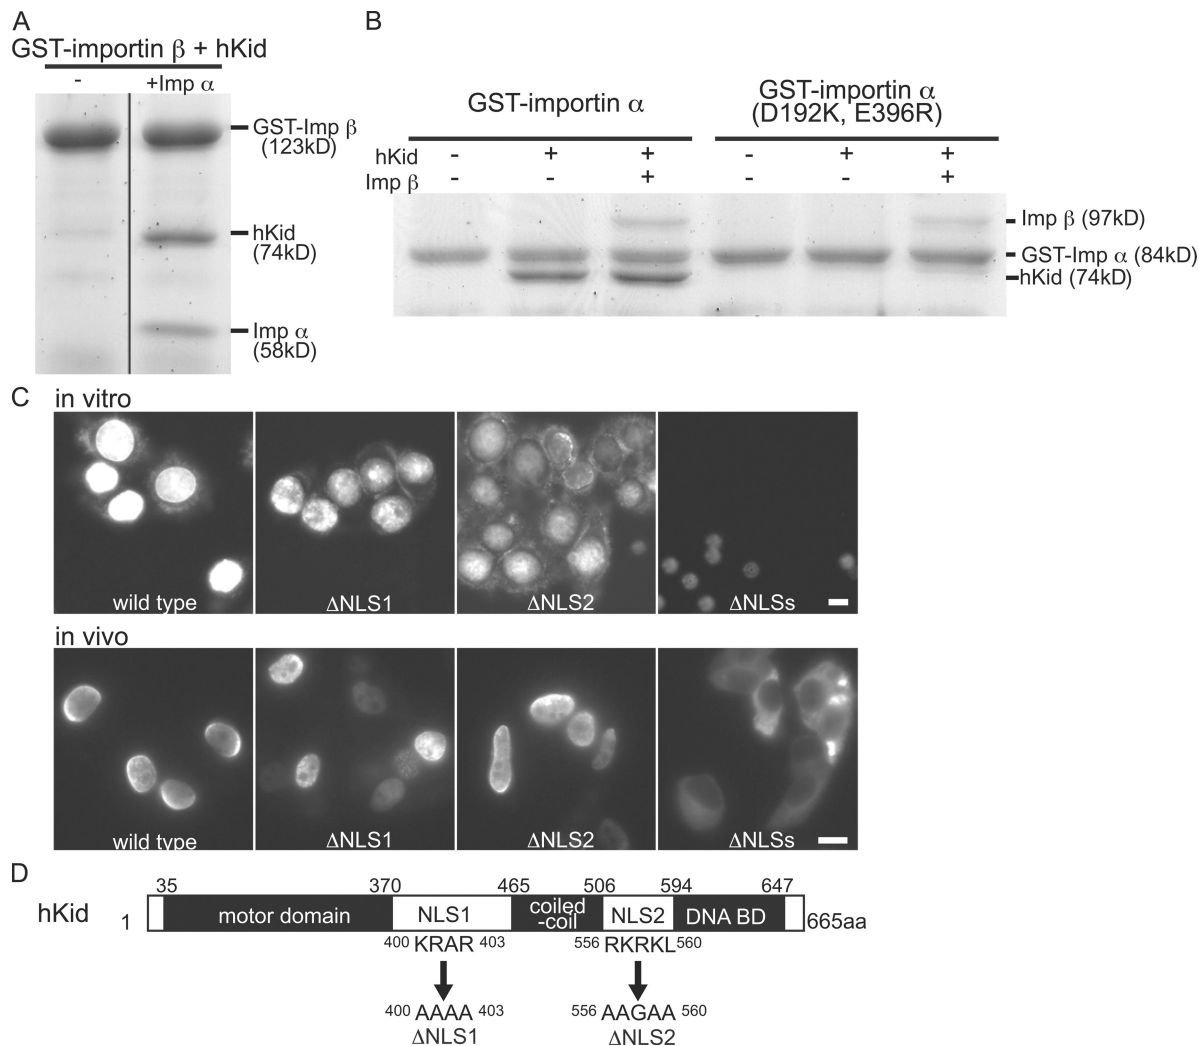 A
GST-importin β + hKid
- +Imp α
GST-Imp β
(123kD)
hKid
(74kD)
Imp α
(58kD)
B
GST-importin α
GST-importin α
(D192K, E396R)
hKid - + + - + +
Imp β - - + - - +
Imp β (97kD)
GST-Imp α (84kD)
hKid (74kD)
C
in vitro
wild type ΔNLS1 ΔNLS2 ΔNLSs
in vivo
wild type ΔNLS1 ΔNLS2 ΔNLSs
D
35 370 465 506 594 647
hKid 1 motor domain NLS1 coiled
-coil NLS2 DNA BD 665aa
400 KRAR 403 556 RKRKL 560
400 AAAA 403 556 AAGAA 560
ΔNLS1 ΔNLS2